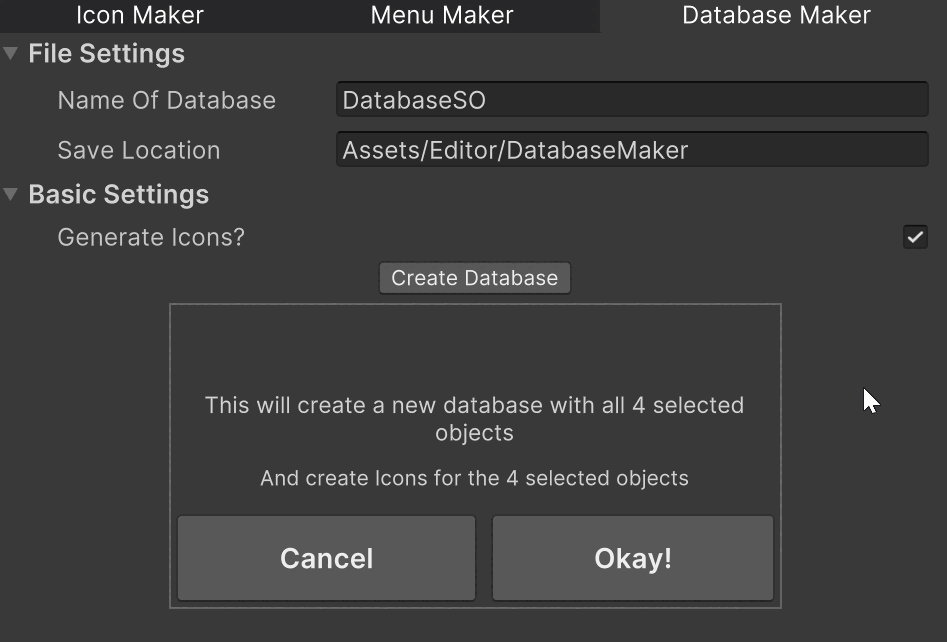 Icon Maker Menu Maker Database Maker
File Settings
Name Of Database DatabaseSO
Save Location Assets/Editor/DatabaseMaker
Basic Settings
Generate Icons?
Create Database
This will create a new database with all 4 selected
objects
And create Icons for the 4 selected objects
Cancel Okay!